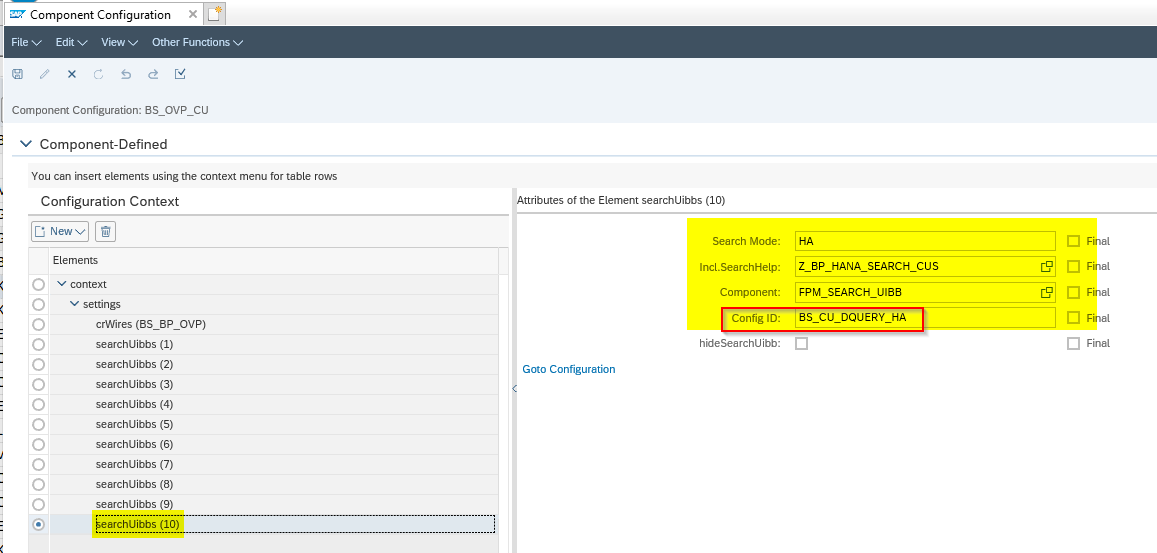 SAP Component Configuration
File Edit View Other Functions
Component Configuration: BS_OVP_CU
Component-Defined
You can insert elements using the context menu for table rows
Configuration Context
New
Elements
context
settings
crWires (BS_BP_OVP)
searchUibbs (1)
searchUibbs (2)
searchUibbs (3)
searchUibbs (4)
searchUibbs (5)
searchUibbs (6)
searchUibbs (7)
searchUibbs (8)
searchUibbs (9)
searchUibbs (10)
Attributes of the Element searchUibbs (10)
Search Mode: HA Final
Incl.SearchHelp: Z_BP_HANA_SEARCH_CUS Final
Component: FPM_SEARCH_UIBB Final
Config ID: BS_CU_DQUERY_HA Final
hideSearchUibb: Final
Goto Configuration